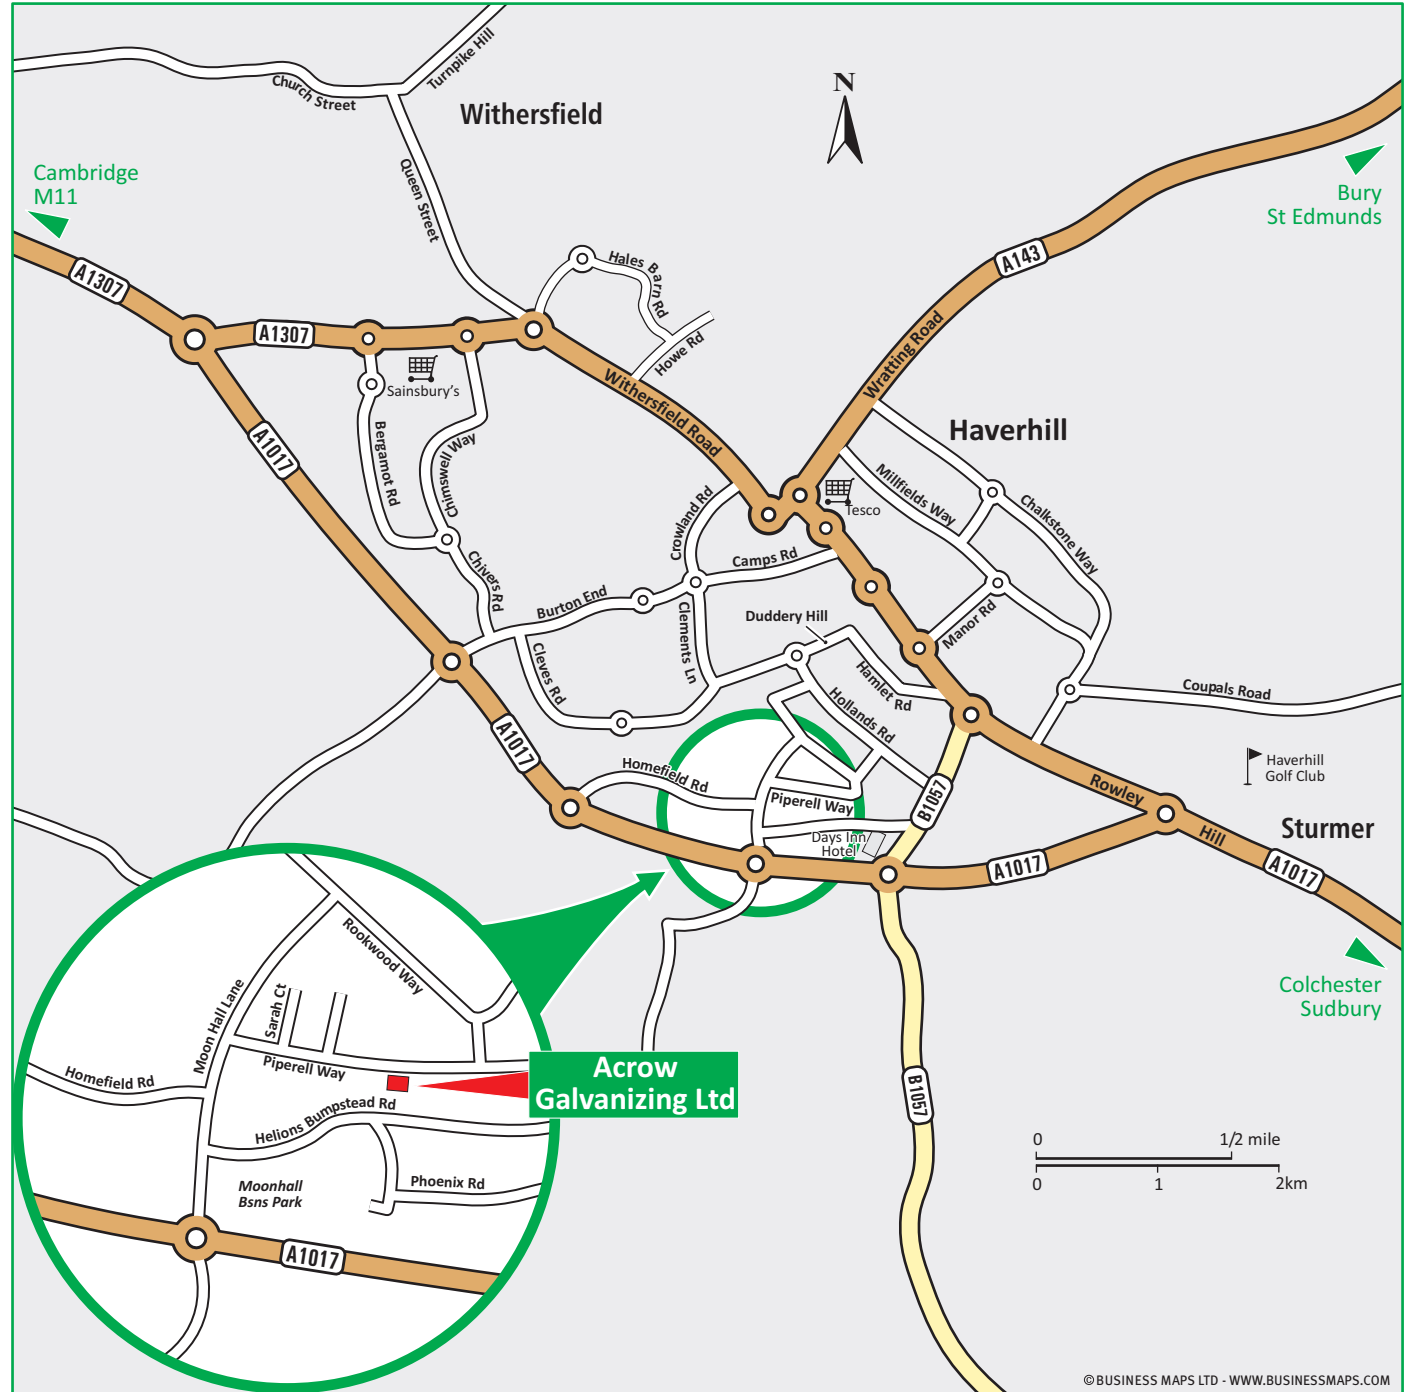 Turnpike Hill
Church Street
Withersfield
N
Cambridge
M11
Queen Street
Bury
St Edmunds
A1307
Hales Barn Rd
A143
A1307
Howe Rd
Wratting Road
Sainsbury's
Withersfield Road
Haverhill
A1017
Bergamot Rd
Chimswell Way
Crowland Rd
Tesco
Millfields Way
Chalkstone Way
Chivers Rd
Camps Rd
Burton End
Duddery Hill
Clements Ln
Manor Rd
Cleves Rd
Hamlet Rd
Hollands Rd
Coupals Road
A1017
Homefield Rd
Haverhill
Golf Club
Piperell Way
B1057
Rowley
Hill
Days Inn
Hotel
Sturmer
A1017
A1017
Rookwood Way
Colchester
Sudbury
Moon Hall Lane
Sarah Ct
Piperell Way
Homefield Rd
Acrow
Galvanizing Ltd
Helions Bumpstead Rd
B1057
0 1/2 mile
0 1 2km
Moonhall
Bsns Park
Phoenix Rd
A1017
©BUSINESS MAPS LTD - WWW.BUSINESSMAPS.COM